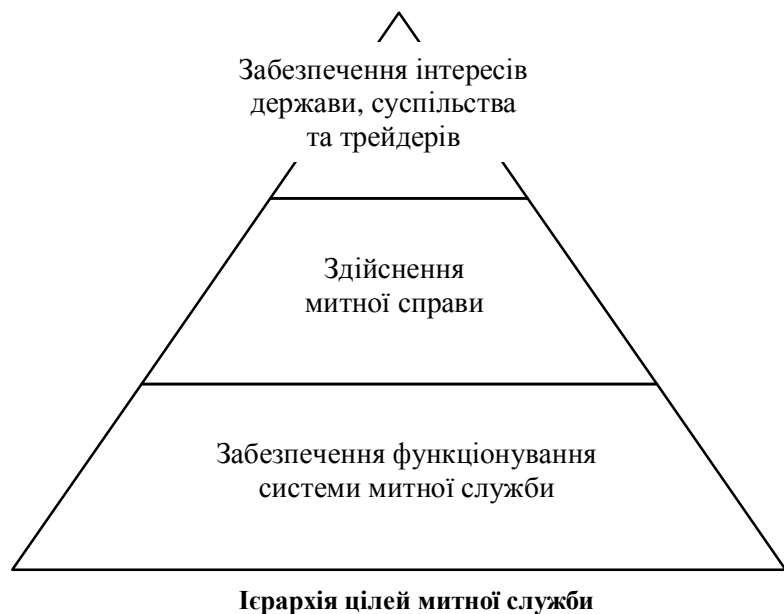 Забезпечення інтересів
держави, суспільства
та трейдерів
Здійснення
митної справи
Забезпечення функціонування
системи митної служби
Ієрархія цілей митної служби